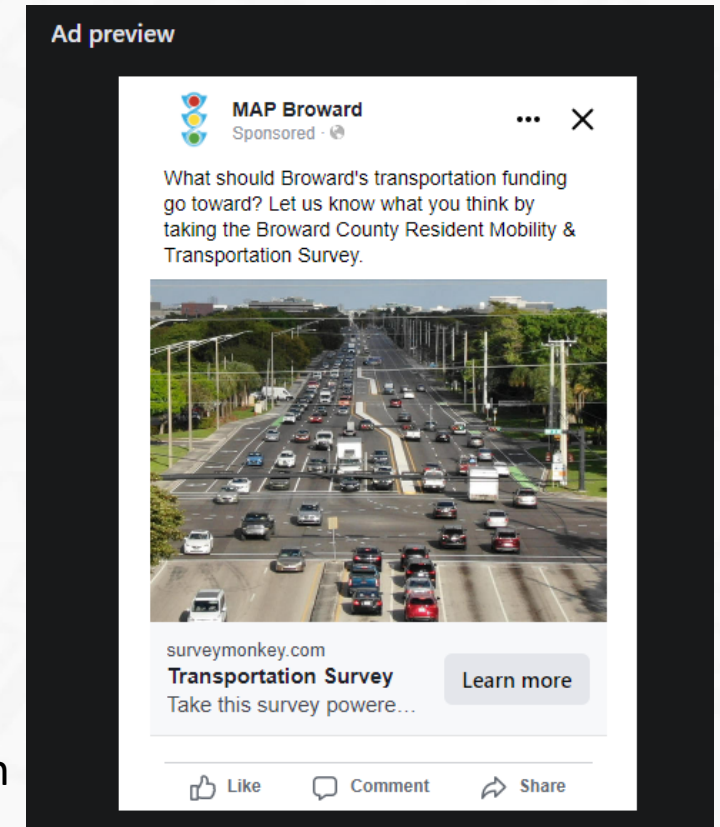 Ad preview
MAP Broward
Sponsored ·
What should Broward's transportation funding
go toward? Let us know what you think by
taking the Broward County Resident Mobility &
Transportation Survey.
surveymonkey.com
Transportation Survey
Learn more
Take this survey powere...
Like
Comment
Share